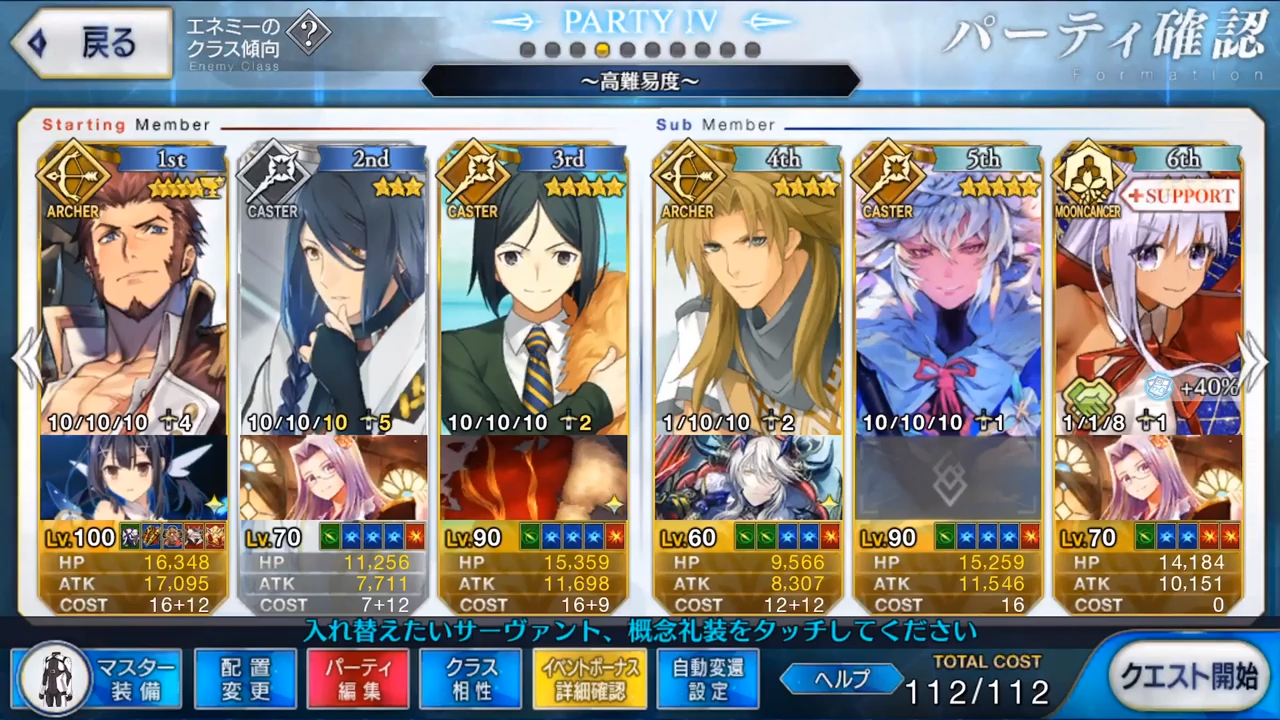 戻る
エネミーの
クラス傾向
Enemy Class
?
PARTY IV
~高難易度~
パーティ確認
Formation
Starting Member
Sub Member
1st
ARCHER
10/10/10 4
Lv.100
HP 16,348
ATK 17,095
COST 16+12
2nd
CASTER
10/10/10 5
Lv.70
HP 11,256
ATK 7,711
COST 7+12
3rd
CASTER
10/10/10 2
Lv.90
HP 15,359
ATK 11,698
COST 16+9
4th
ARCHER
1/10/10 2
Lv.60
HP 9,566
ATK 8,307
COST 12+12
5th
CASTER
10/10/10 1
Lv.90
HP 15,259
ATK 11,546
COST 16
6th
+SUPPORT
MOONCANCER
+40%
1/1/8 1
Lv.70
HP 14,184
ATK 10,151
COST 0
入れ替えたいサーヴァント、概念礼装をタッチしてください
マスター
装備
配置
変更
パーティ
編集
クラス
相性
イベントボーナス
詳細確認
自動変還
設定
ヘルプ
TOTAL COST
112/112
クエスト開始